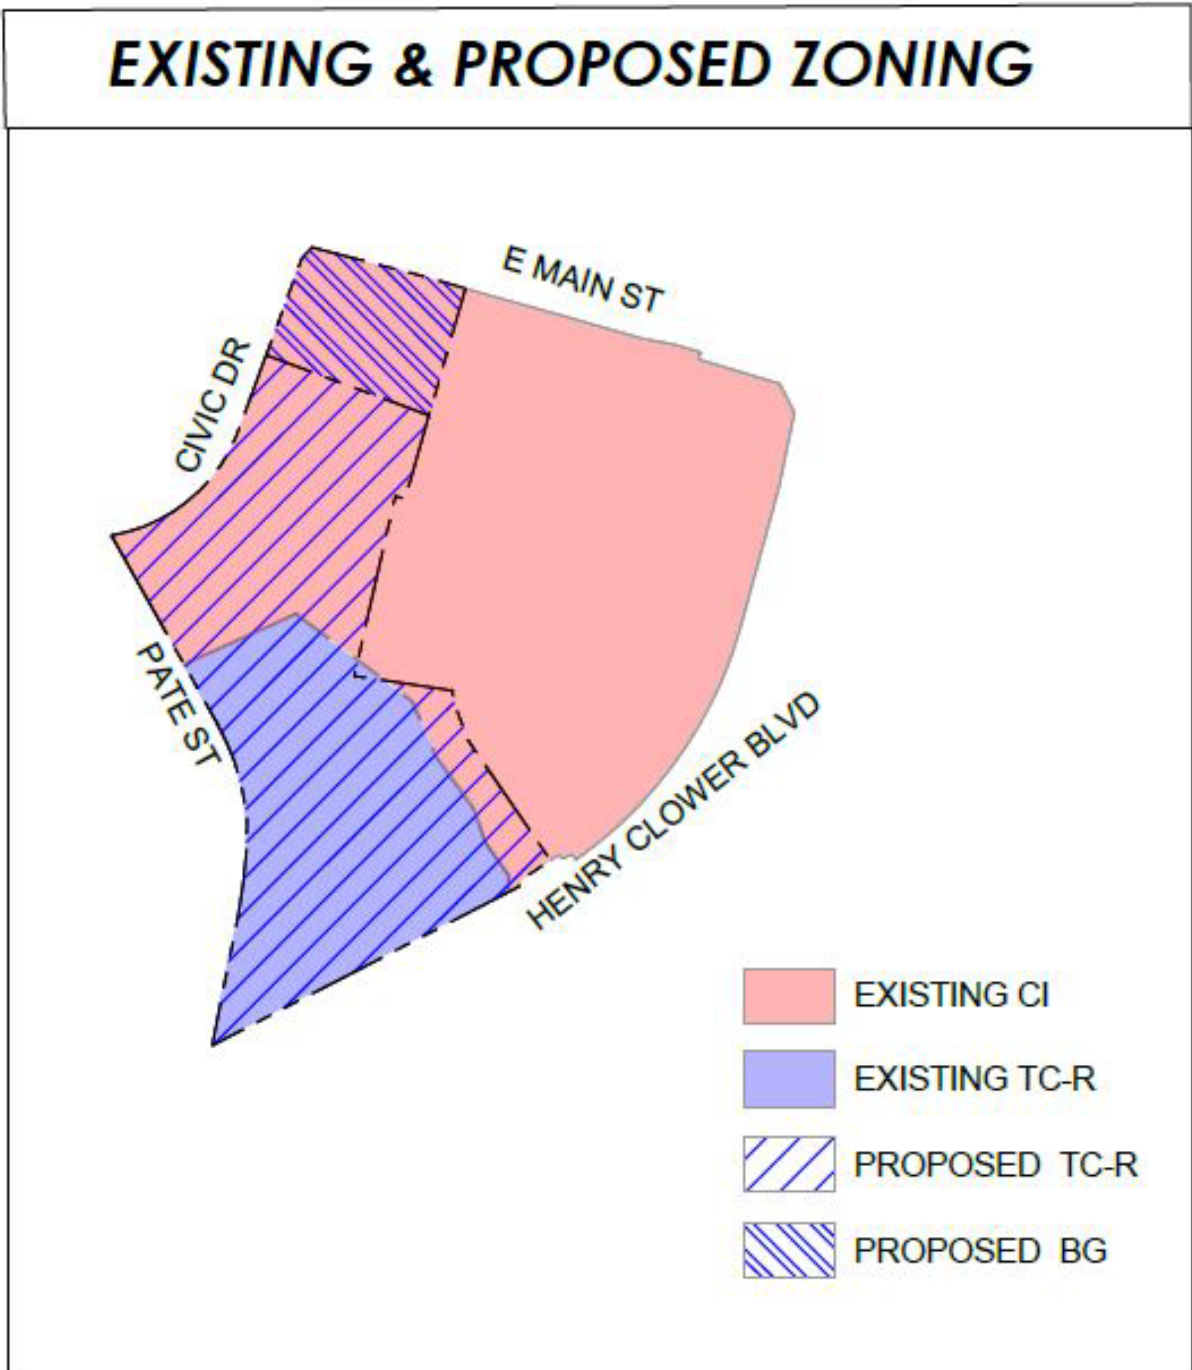 EXISTING & PROPOSED ZONING
E MAIN ST
CIVIC DR
PATE ST
HENRY CLOWER BLVD
EXISTING CI
EXISTING TC-R
PROPOSED TC-R
PROPOSED BG